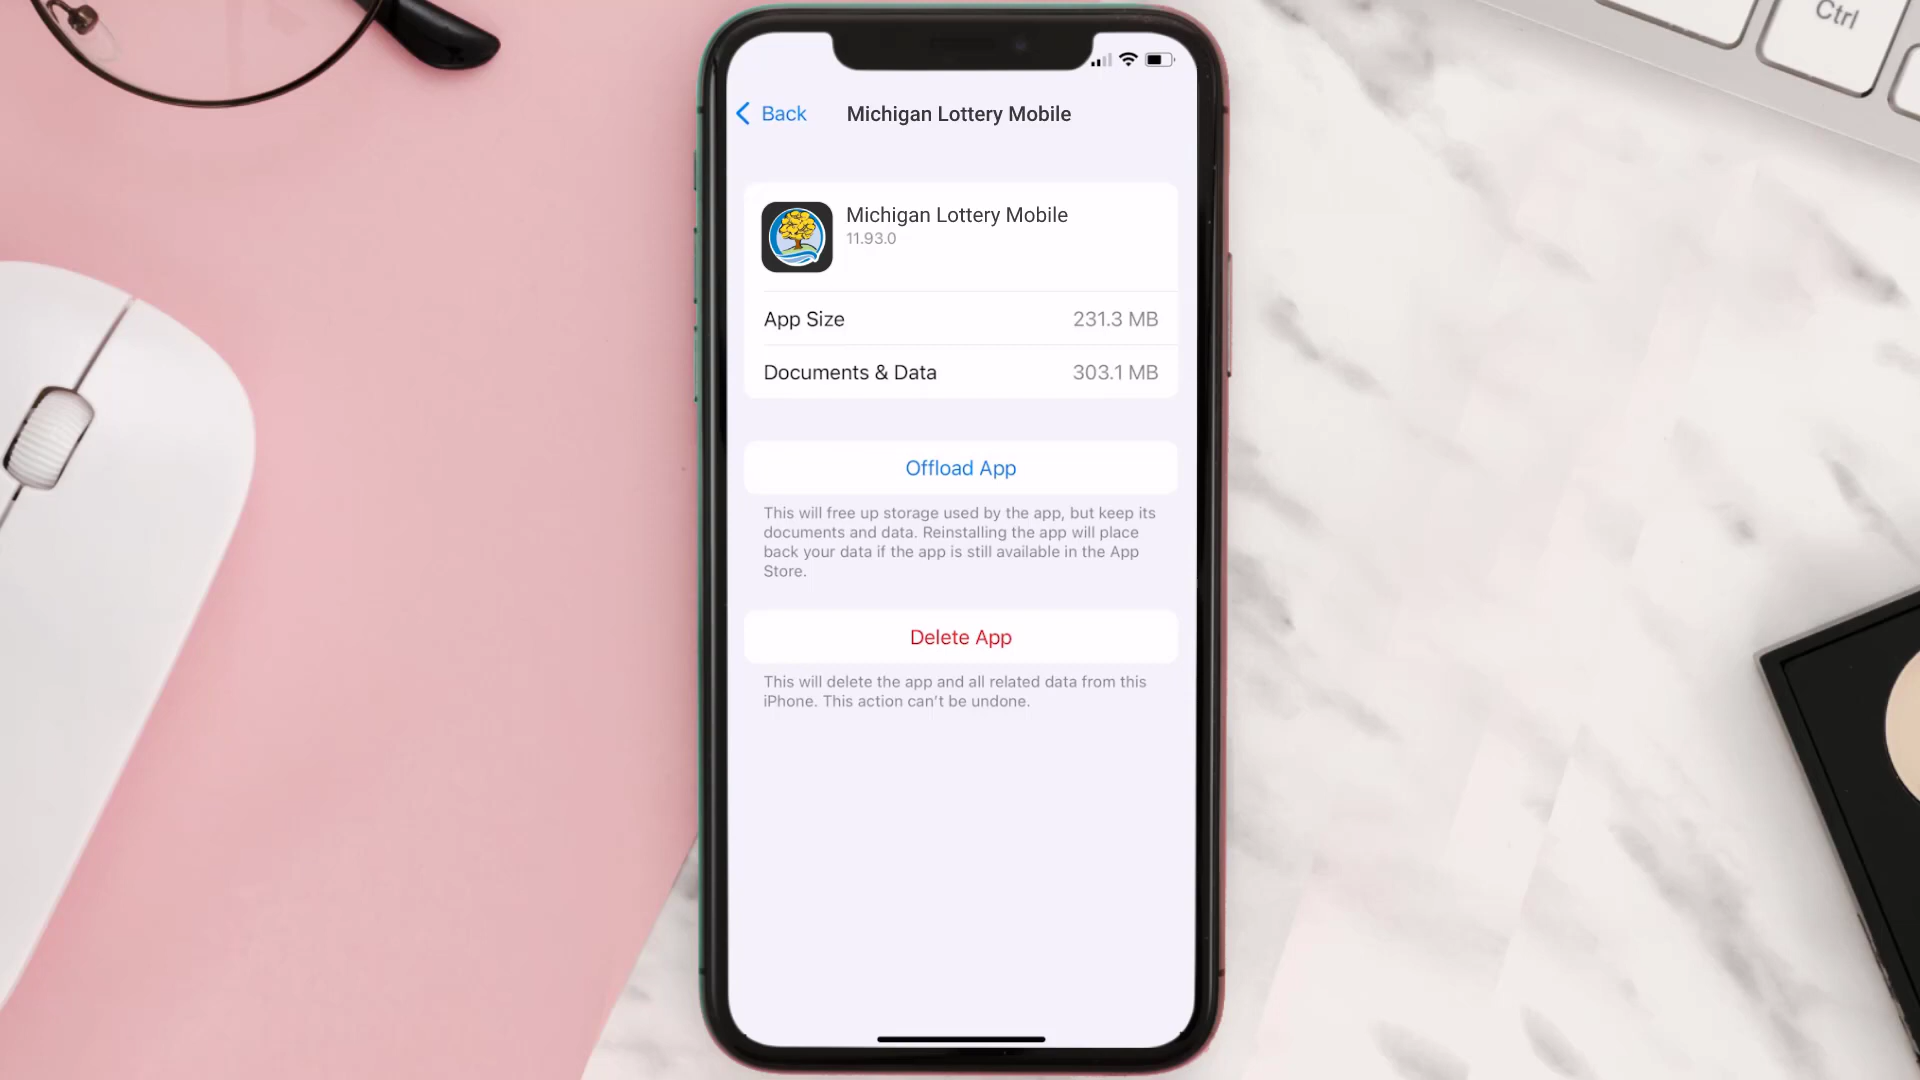 Ctrl
Back
Michigan Lottery Mobile
Michigan Lottery Mobile
11.93.0
App Size 231.3 MB
Documents & Data 303.1 MB
Offload App
This will free up storage used by the app, but keep its
documents and data. Reinstalling the app will place
back your data if the app is still available in the App
Store.
Delete App
This will delete the app and all related data from this
iPhone. This action can't be undone.